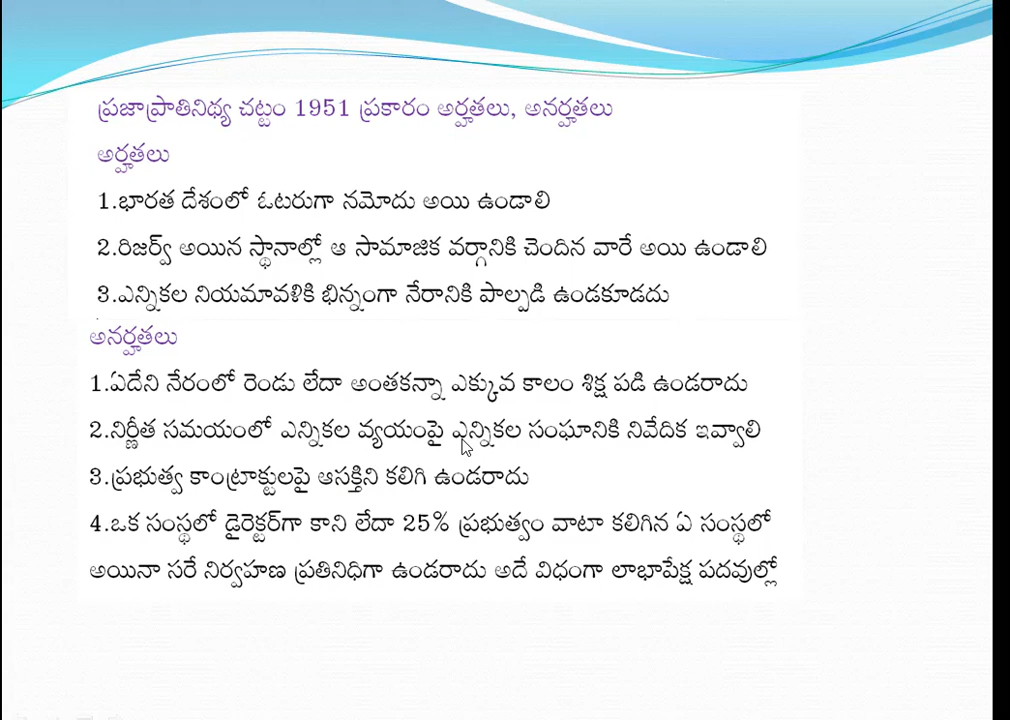 ప్రజాప్రాతినిథ్య చట్టం 1951 ప్రకారం అర్హతలు, అనర్హతలు
అర్హతలు
1.భారత దేశంలో ఓటరుగా నమోదు అయి ఉండాలి
2.రిజర్వ్ అయిన స్థానాల్లో ఆ సామాజిక వర్గానికి చెందిన వారే అయి ఉండాలి
3.ఎన్నికల నియమావళికి భిన్నంగా నేరానికి పాల్పడి ఉండకూడదు
అనర్హతలు
1.ఏదేని నేరంలో రెండు లేదా అంతకన్నా ఎక్కువ కాలం శిక్ష పడి ఉండరాదు
2.నిర్ణీత సమయంలో ఎన్నికల వ్యయంపై ఎన్నికల సంఘానికి నివేదిక ఇవ్వాలి
3.ప్రభుత్వ కాంట్రాక్టులపై ఆసక్తిని కలిగి ఉండరాదు
4.ఒక సంస్థలో డైరెక్టర్‌గా కాని లేదా 25% ప్రభుత్వం వాటా కలిగిన ఏ సంస్థలో
అయినా సరే నిర్వహణ ప్రతినిధిగా ఉండరాదు అదే విధంగా లాభాపేక్ష పదవుల్లో